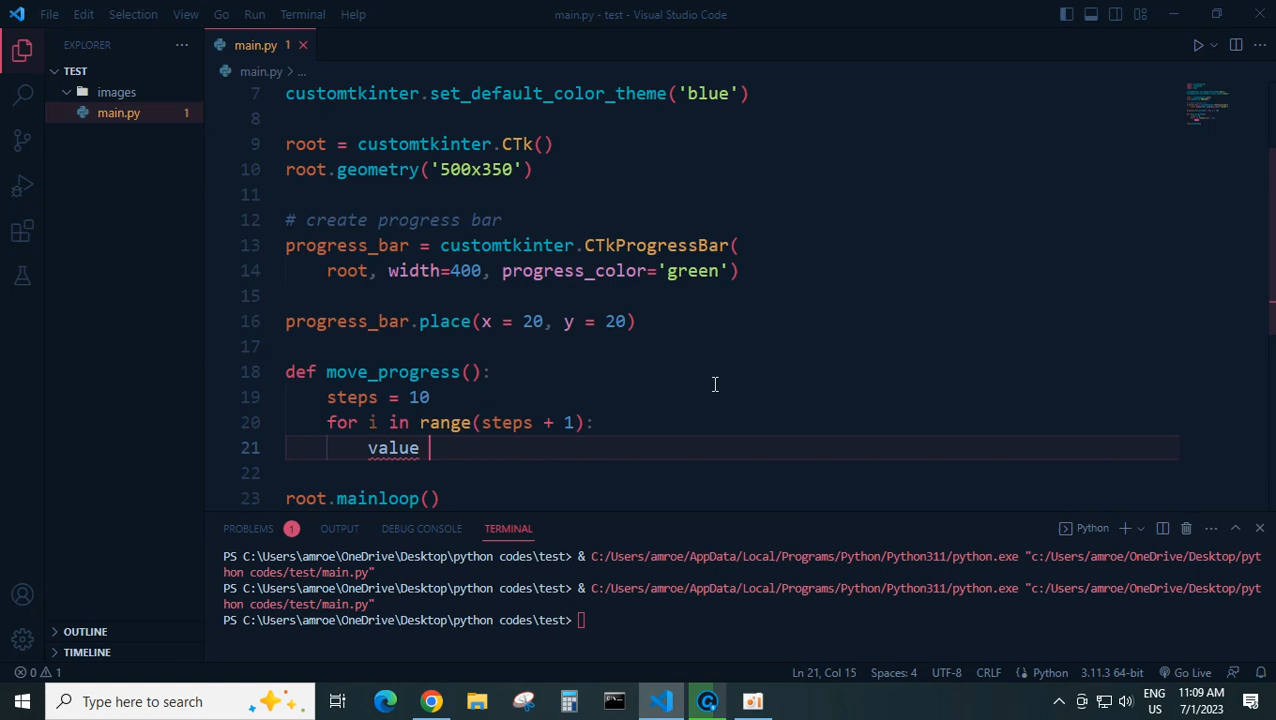 File Edit Selection View Go Run Terminal Help
main.py - test - Visual Studio Code
EXPLORER
main.py 1
TEST
main.py > ...
images
main.py 1
7 customtkinter.set_default_color_theme('blue')
8
9 root = customtkinter.CTk()
10 root.geometry('500x350')
11
12 # create progress bar
13 progress_bar = customtkinter.CTkProgressBar(
14 root, width=400, progress_color='green')
15
16 progress_bar.place(x = 20, y = 20)
17
18 def move_progress():
19 steps = 10
20 for i in range(steps + 1):
21 value
22
23 root.mainloop()
PROBLEMS 1 OUTPUT DEBUG CONSOLE TERMINAL
Python
PS C:\Users\amroe\OneDrive\Desktop\python codes\test> & C:/Users/amroe/AppData/Local/Programs/Python/Python311/python.exe "c:/Users/amroe/OneDrive/Desktop/pyt
hon codes/test/main.py"
PS C:\Users\amroe\OneDrive\Desktop\python codes\test> & C:/Users/amroe/AppData/Local/Programs/Python/Python311/python.exe "c:/Users/amroe/OneDrive/Desktop/pyt
hon codes/test/main.py"
PS C:\Users\amroe\OneDrive\Desktop\python codes\test>
OUTLINE
TIMELINE
0 1
Ln 21, Col 15 Spaces: 4 UTF-8 CRLF Python 3.11.3 64-bit Go Live
Type here to search
ENG
US
11:09 AM
7/1/2023